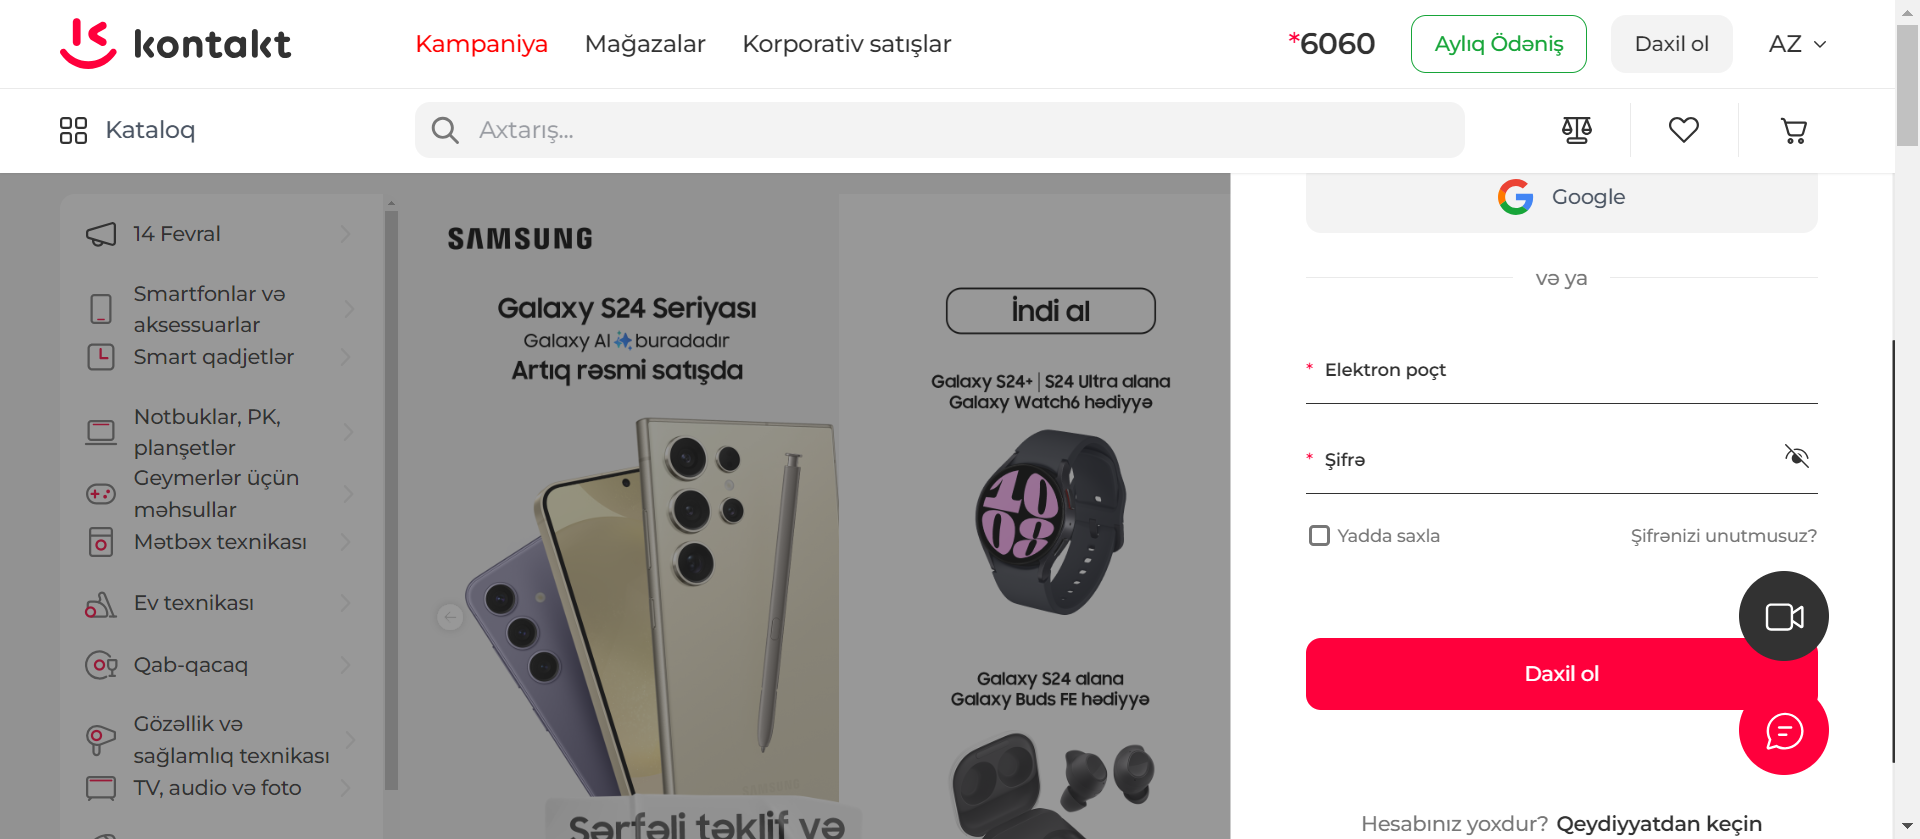 kontakt
Kampaniya
Mağazalar
Korporativ satışlar
*6060
Aylıq Ödəniş
Daxil ol
AZ
Kataloq
Axtarış...
14 Fevral
Smartfonlar və
aksessuarlar
Smart qadjetlər
Notbuklar, PK,
planşetlər
Geymerlər üçün
məhsullar
Mətbəx texnikası
Ev texnikası
Qab-qacaq
Gözəllik və
sağlamlıq texnikası
TV, audio və foto
SAMSUNG
Galaxy S24 Seriyası
Galaxy AI✨buradadır
Artıq rəsmi satışda
SAMSUNG
Sərfəli təklif və
İndi al
Galaxy S24+ | S24 Ultra alana
Galaxy Watch6 hədiyyə
10
08
Galaxy S24 alana
Galaxy Buds FE hədiyyə
Google
və ya
* Elektron poçt
* Şifrə
Yadda saxla
Şifrənizi unutmusuz?
Daxil ol
Hesabınız yoxdur? Qeydiyyatdan keçin